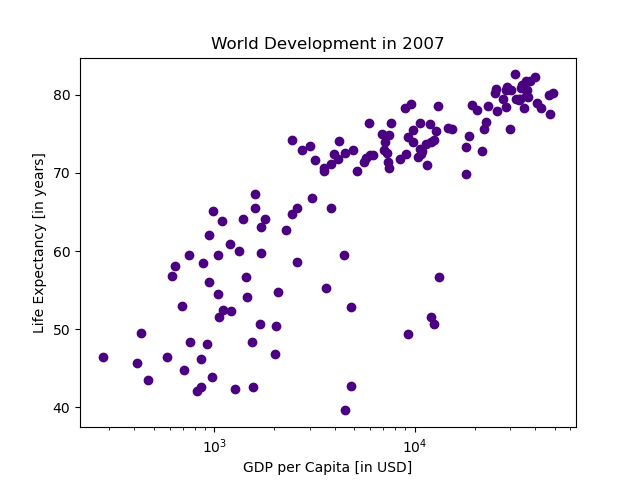 World Development in 2007
Life Expectancy [in years]
80
70
60
50
40
10³
10⁴
GDP per Capita [in USD]